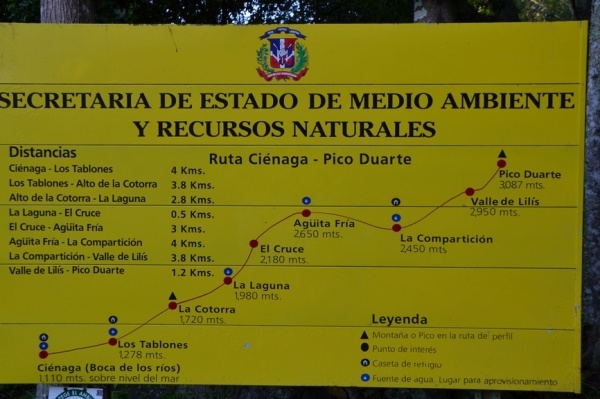 SECRETARIA DE ESTADO DE MEDIO AMBIENTE
Y RECURSOS NATURALES
Distancias
Ruta Ciénaga - Pico Duarte
Ciénaga - Los Tablones 4 Kms.
Los Tablones - Alto de la Cotorra 3.8 Kms.
Alto de la Cotorra - La Laguna 2.8 Kms.
La Laguna - El Cruce 0.5 Kms.
El Cruce - Agüita Fría 3 Kms.
Agüita Fría - La Compartición 4 Kms.
La Compartición - Valle de Lilís 3.8 Kms.
Valle de Lilís - Pico Duarte 1.2 Kms.
Pico Duarte
3,087 mts.
Valle de Lilís
2,950 mts.
Agüita Fría
2,650 mts.
La Compartición
2,450 mts
El Cruce
2,180 mts.
La Laguna
1,980 mts.
La Cotorra
1,720 mts.
Los Tablones
1,278 mts.
Ciénaga (Boca de los ríos)
1,110 mts. sobre nivel del mar
Leyenda
Montaña o Pico en la ruta de perfil
Punto de interés
Caseta de refugio
Fuente de agua. Lugar para aprovisionamiento